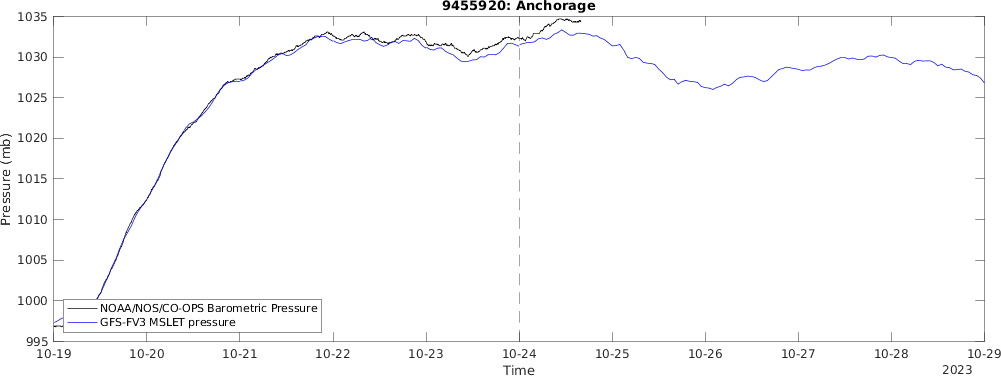 9455920: Anchorage
Pressure (mb)
1035
1030
1025
1020
1015
1010
1005
1000
995
NOAA/NOS/CO-OPS Barometric Pressure
GFS-FV3 MSLET pressure
10-19 10-20 10-21 10-22 10-23 10-24 10-25 10-26 10-27 10-28 10-29
Time
2023